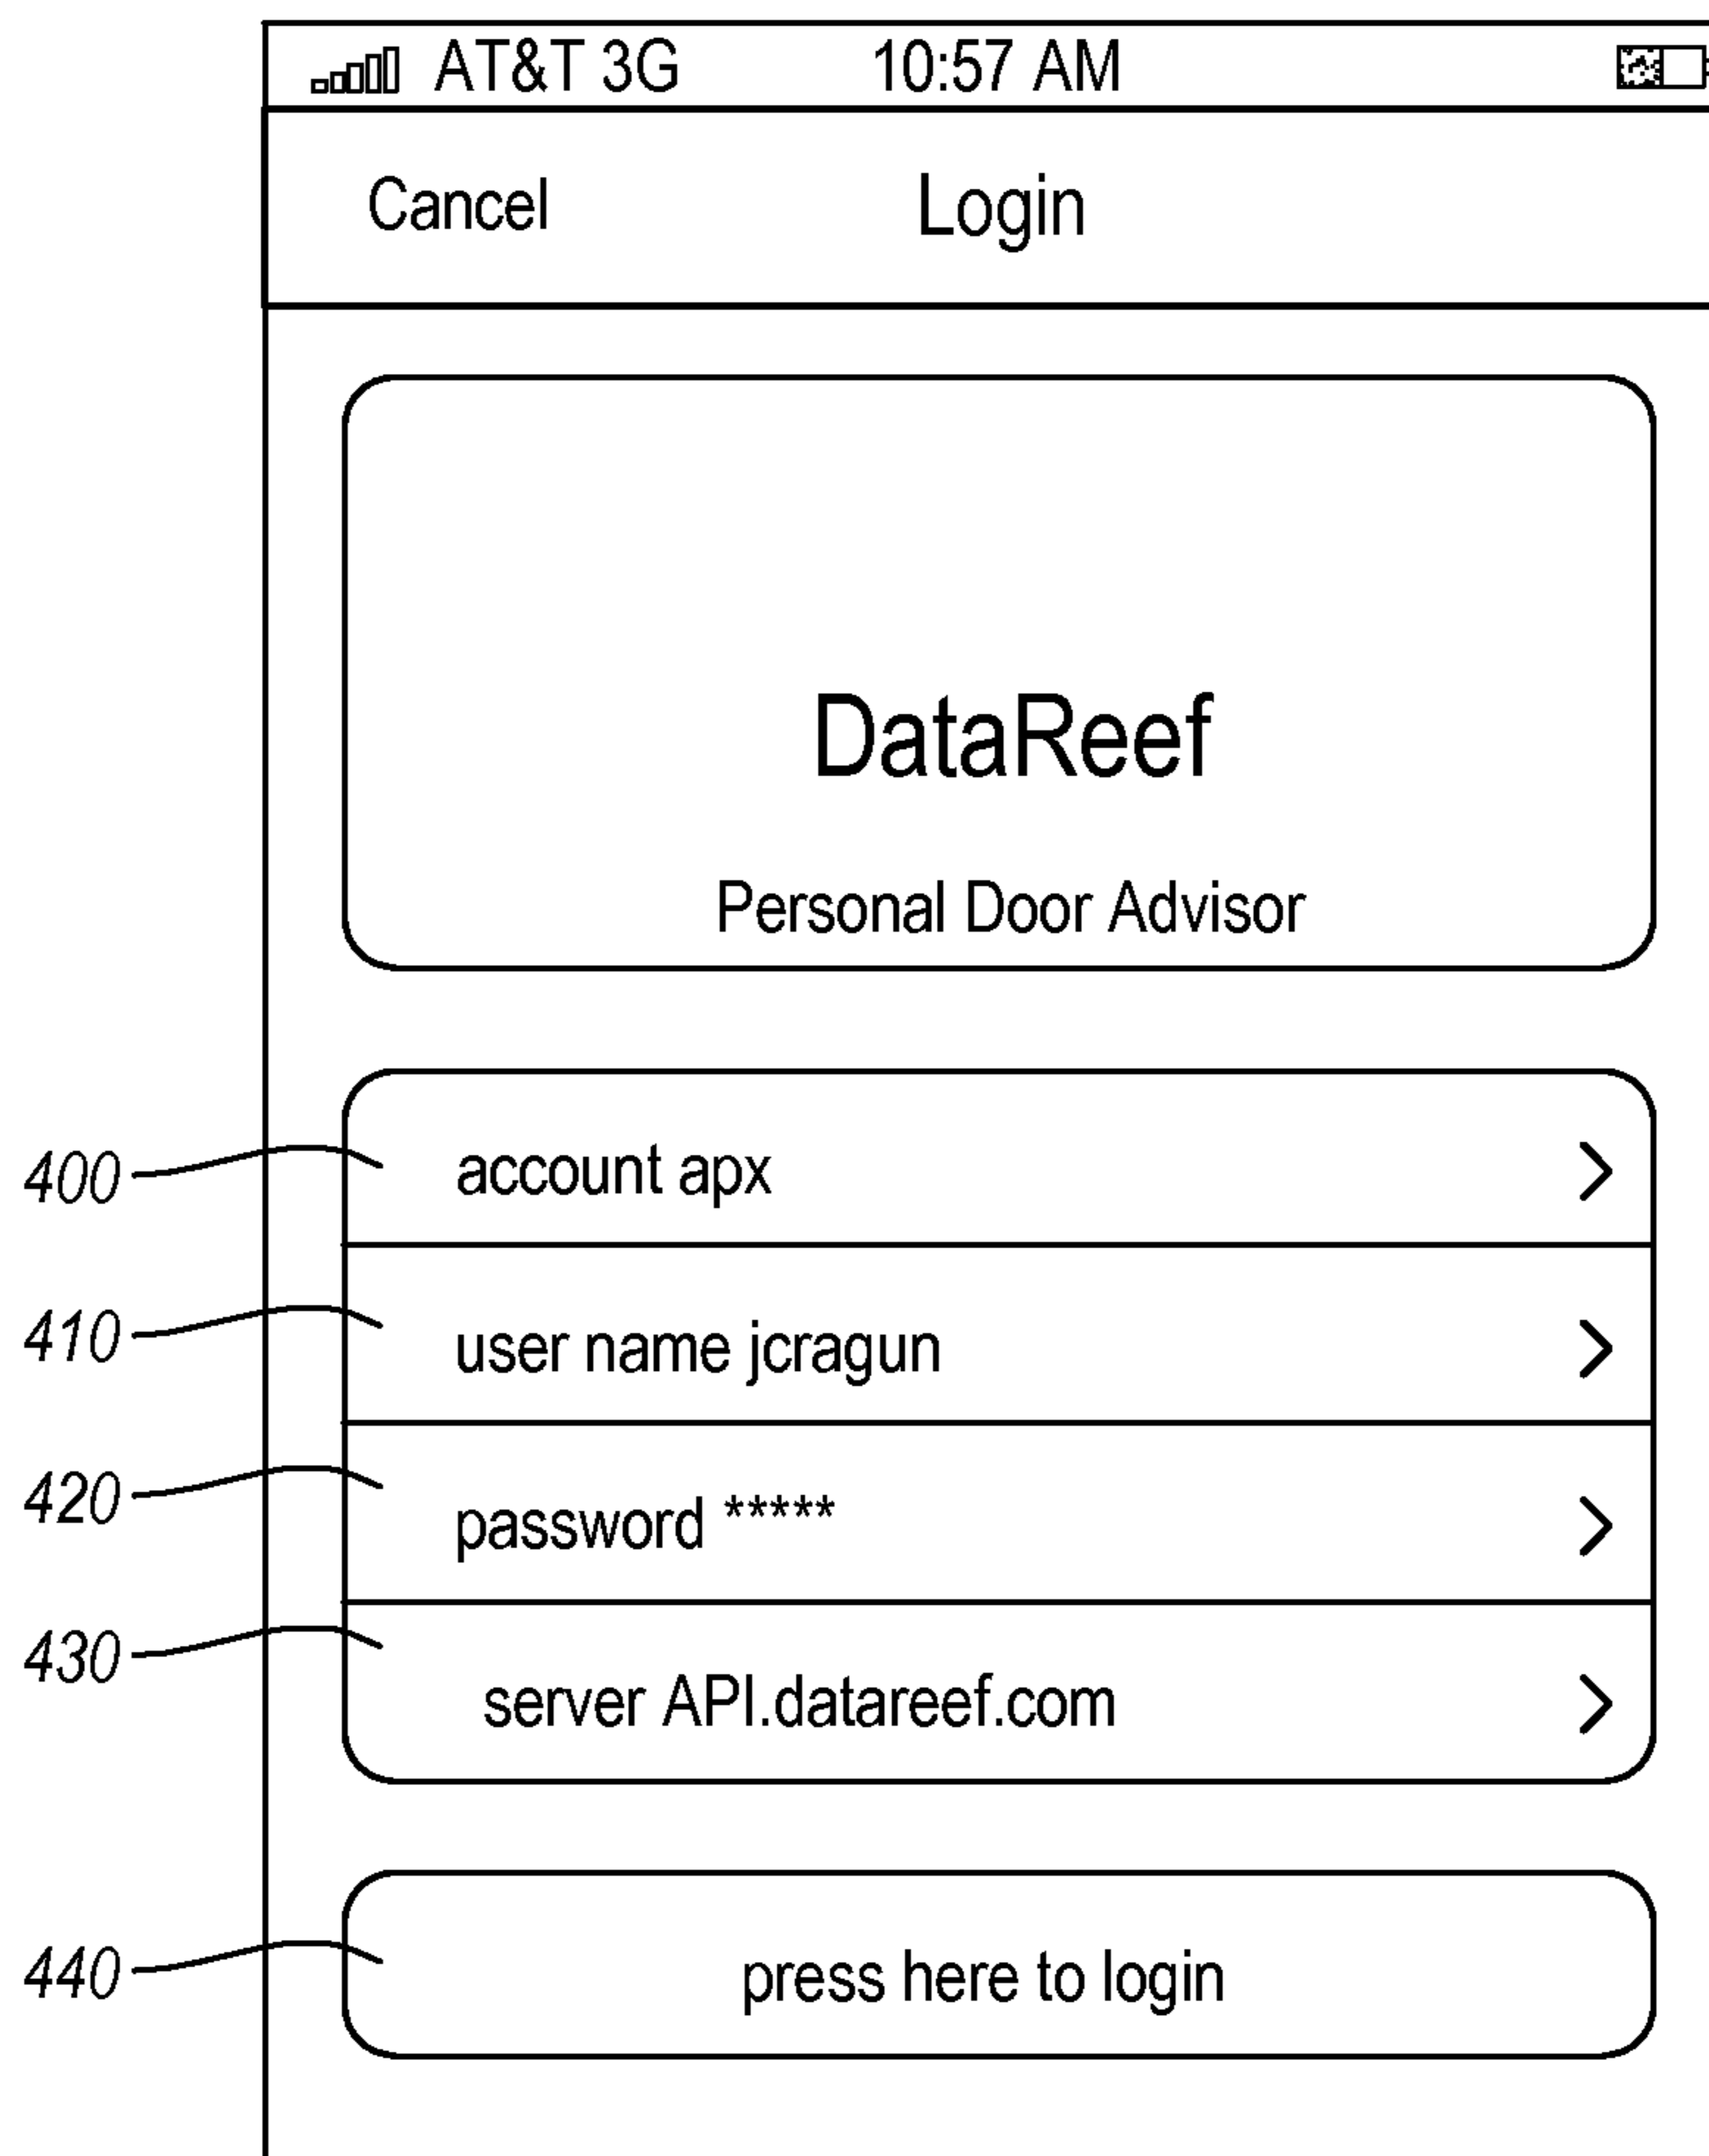 AT&T 3G 10:57 AM
Cancel Login
DataReef
Personal Door Advisor
400 account apx >
410 user name jcragun >
420 password ***** >
430 server API.datareef.com >
440 press here to login